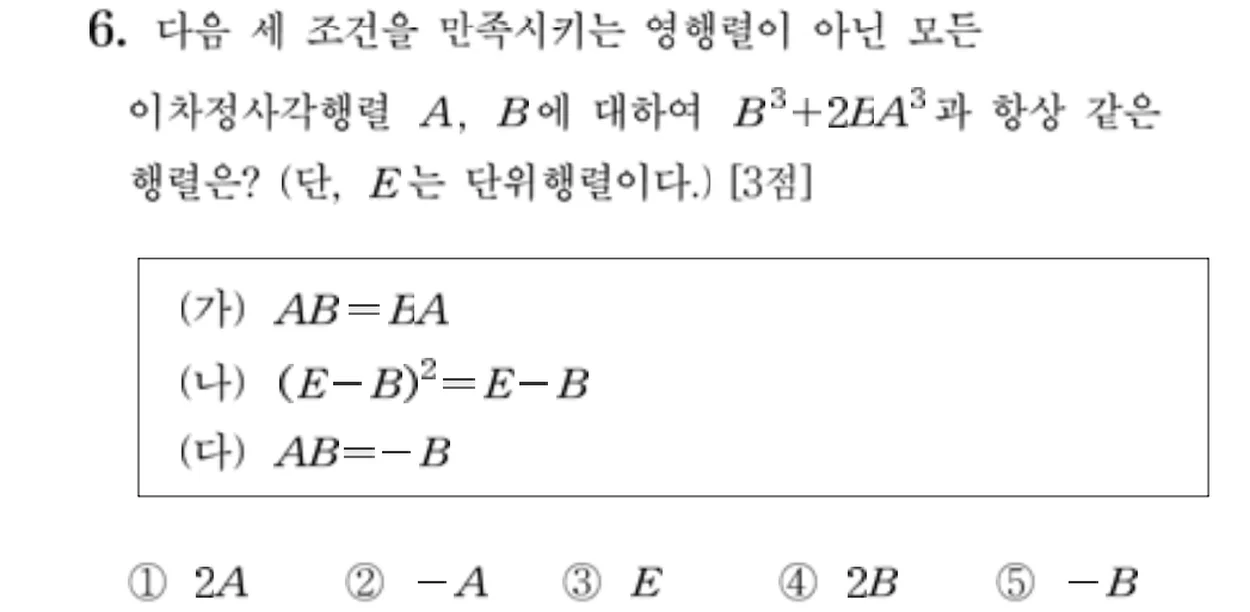 6. 다음 세 조건을 만족시키는 영행렬이 아닌 모든
이차정사각행렬 A, B에 대하여 B³+2BA³과 항상 같은
행렬은? (단, E는 단위행렬이다.) [3점]
(가) AB=BA
(나) (E-B)²=E-B
(다) AB=-B
① 2A ② -A ③ E ④ 2B ⑤ -B